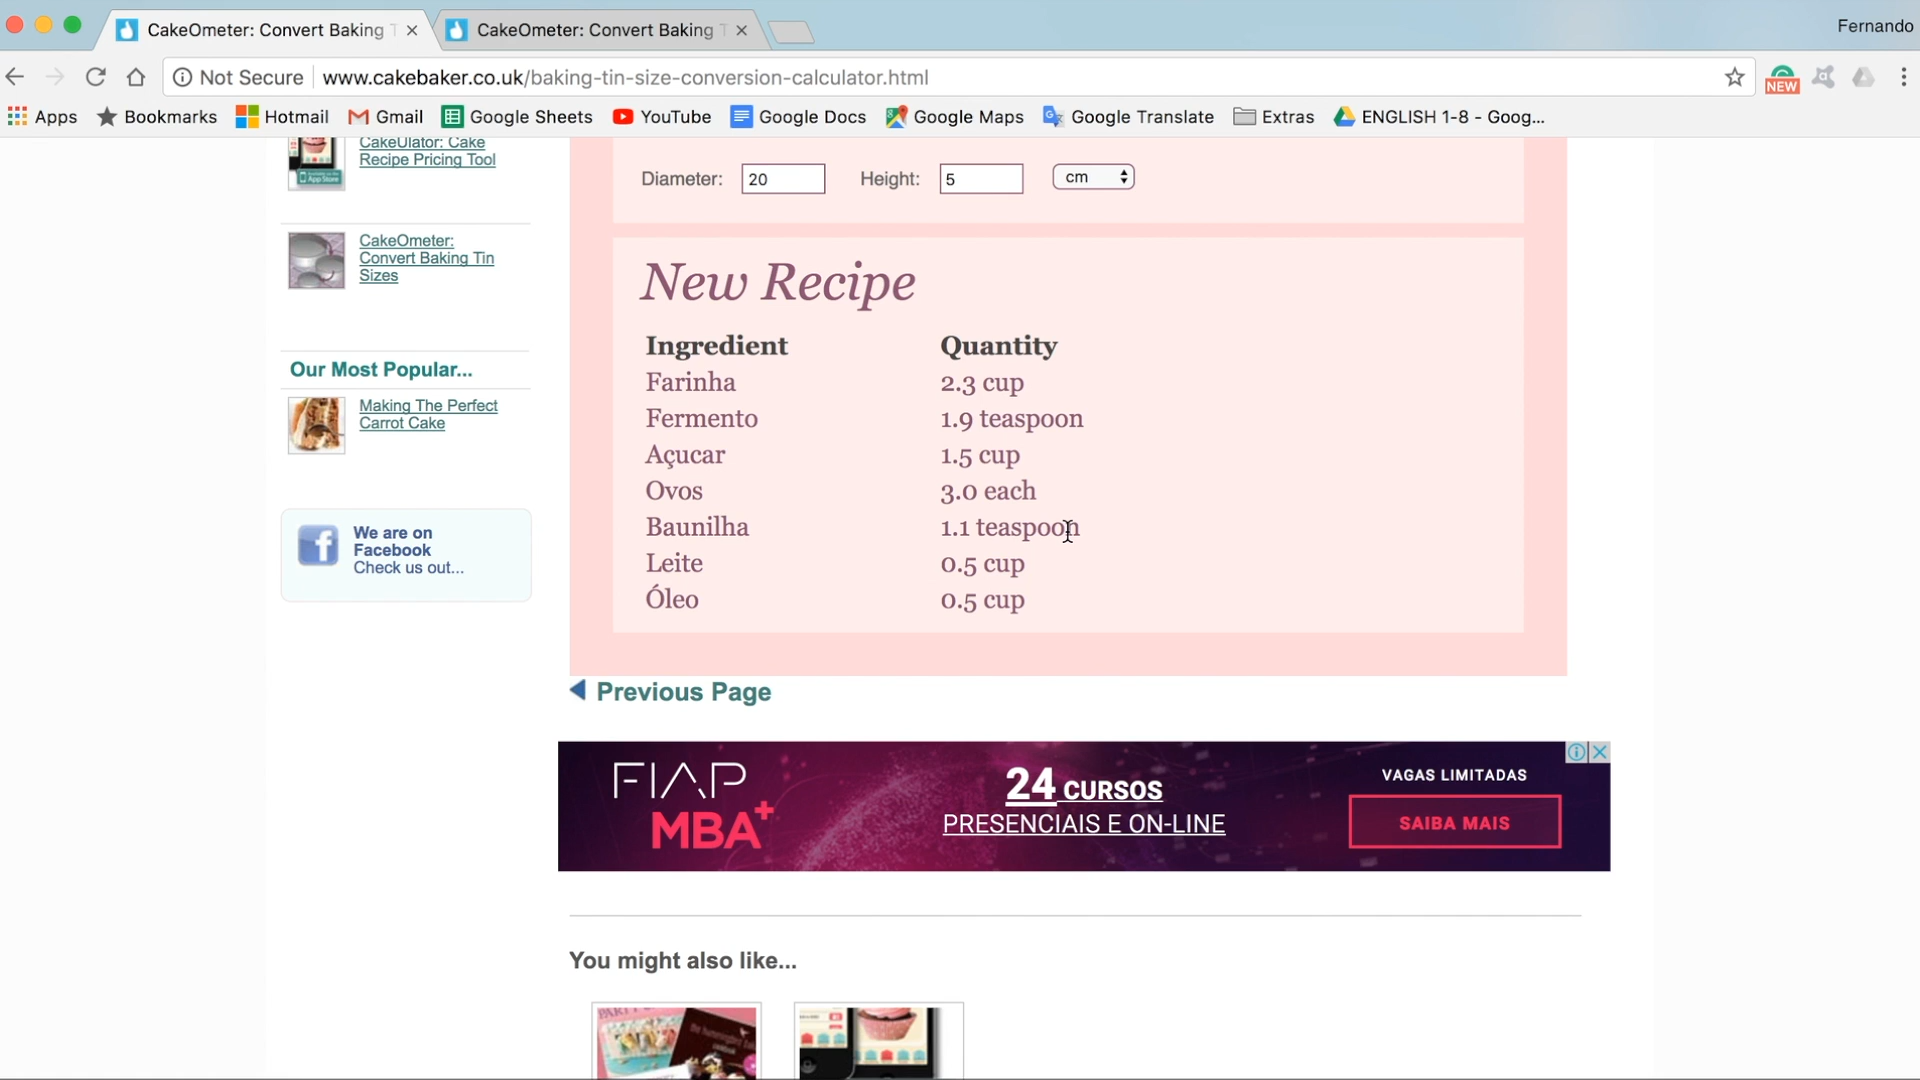 CakeOmeter: Convert Baking T
CakeOmeter: Convert Baking T
Fernando
Not Secure www.cakebaker.co.uk/baking-tin-size-conversion-calculator.html
NEW
Apps Bookmarks Hotmail Gmail Google Sheets YouTube Google Docs Google Maps Google Translate Extras ENGLISH 1-8 - Goog...
CakeUlator: Cake
Recipe Pricing Tool
App Store
CakeOmeter:
Convert Baking Tin
Sizes
Our Most Popular...
Making The Perfect
Carrot Cake
We are on
Facebook
Check us out...
Diameter: 20 Height: 5 cm
New Recipe
Ingredient Quantity
Farinha 2.3 cup
Fermento 1.9 teaspoon
Açucar 1.5 cup
Ovos 3.0 each
Baunilha 1.1 teaspoon
Leite 0.5 cup
Óleo 0.5 cup
Previous Page
FIAP
MBA+
24 CURSOS
PRESENCIAIS E ON-LINE
VAGAS LIMITADAS
SAIBA MAIS
You might also like...